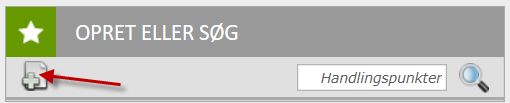 OPRET ELLER SØG
Handlingspunkter